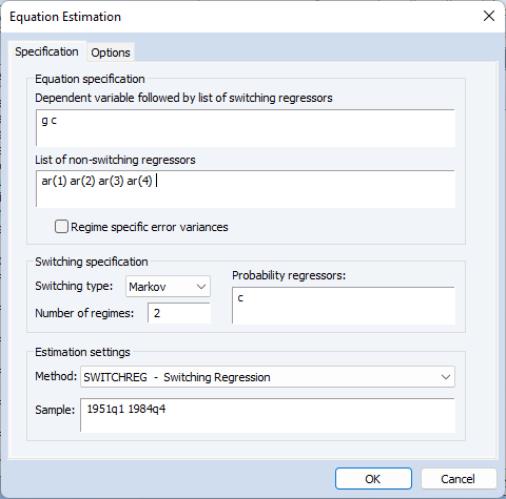 Equation Estimation
Specification Options
Equation specification
Dependent variable followed by list of switching regressors
g c
List of non-switching regressors
ar(1) ar(2) ar(3) ar(4)
Regime specific error variances
Switching specification
Switching type: Markov
Number of regimes: 2
Probability regressors:
c
Estimation settings
Method: SWITCHREG - Switching Regression
Sample: 1951q1 1984q4
OK Cancel